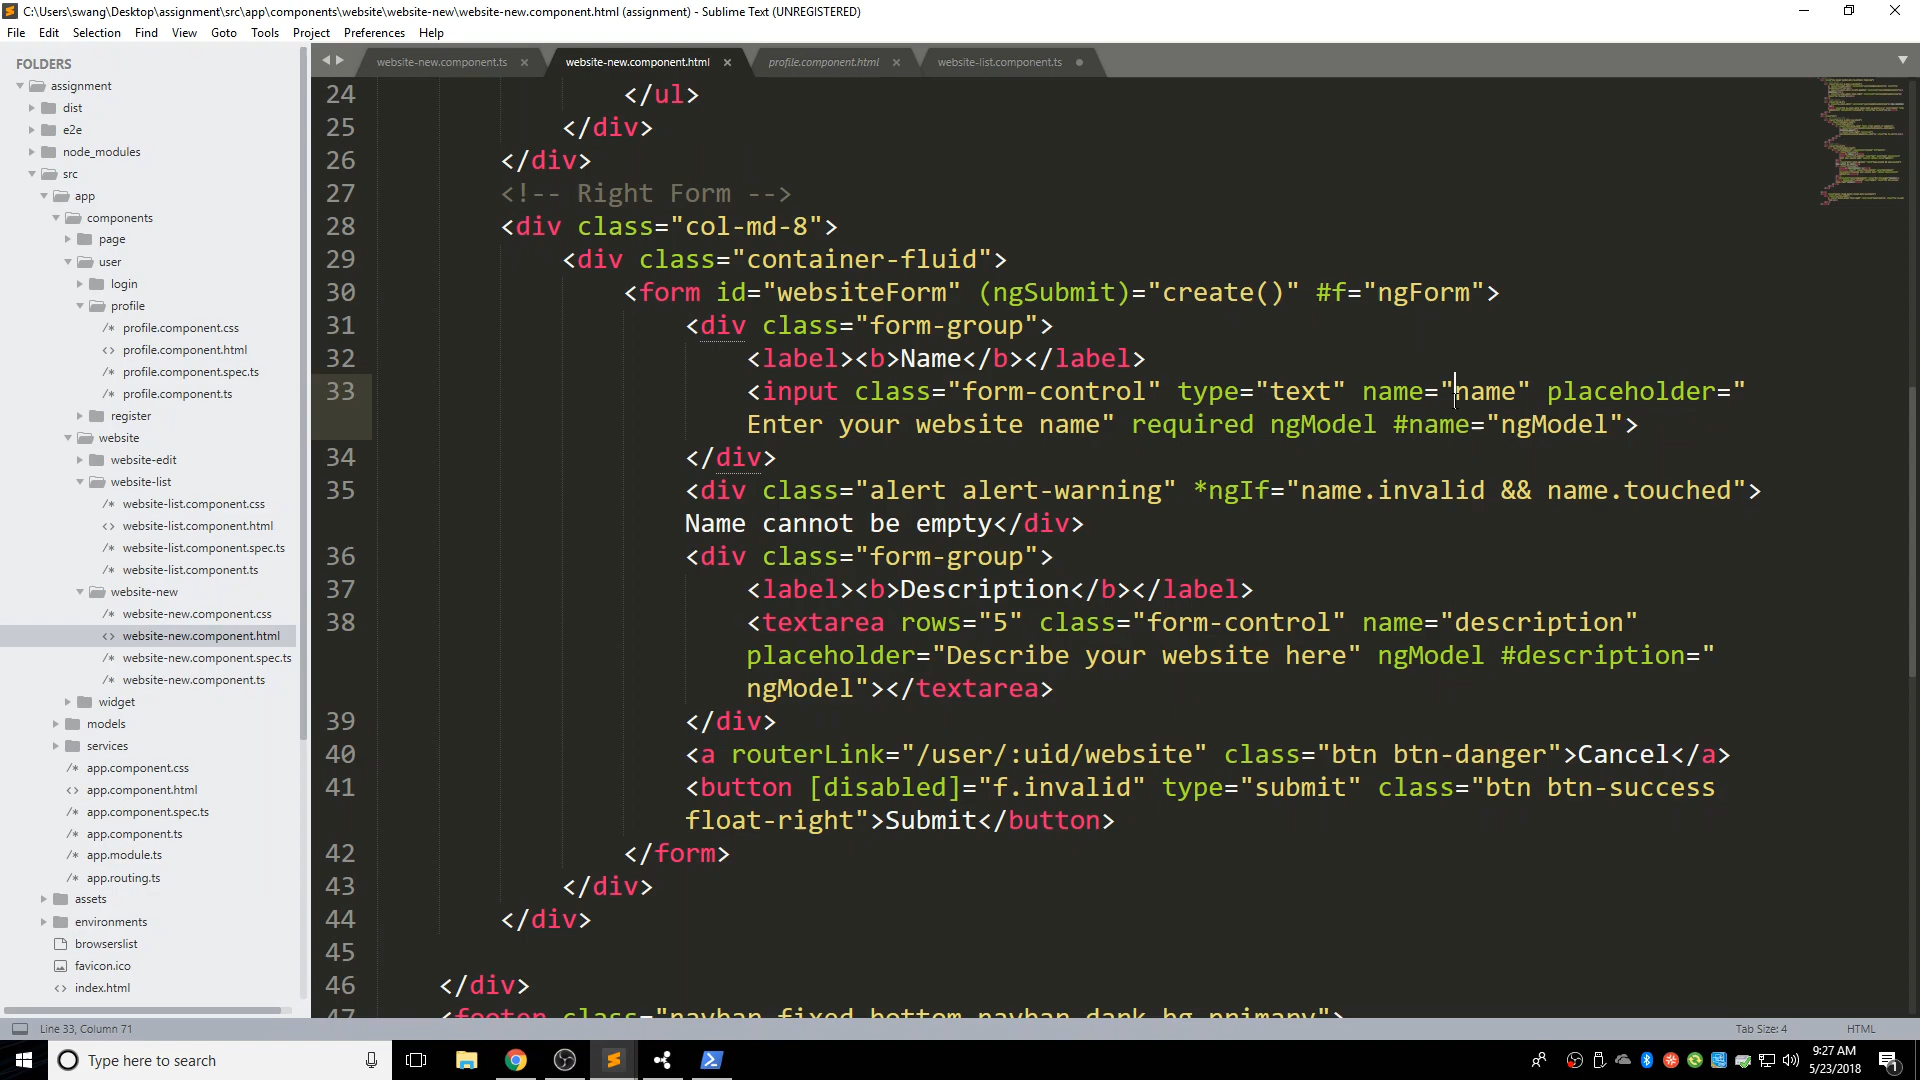 C:\Users\swang\Desktop\assignment\src\app\components\website\website-new\website-new.component.html (assignment) - Sublime Text (UNREGISTERED)
File Edit Selection Find View Goto Tools Project Preferences Help
FOLDERS
assignment
dist
e2e
node_modules
src
app
components
page
user
login
profile
/* profile.component.css
<> profile.component.html
/* profile.component.spec.ts
/* profile.component.ts
register
website
website-edit
website-list
/* website-list.component.css
<> website-list.component.html
/* website-list.component.spec.ts
/* website-list.component.ts
website-new
/* website-new.component.css
<> website-new.component.html
/* website-new.component.spec.ts
/* website-new.component.ts
widget
models
services
/* app.component.css
<> app.component.html
/* app.component.spec.ts
/* app.component.ts
/* app.module.ts
/* app.routing.ts
assets
environments
browserslist
favicon.ico
<> index.html
website-new.component.ts website-new.component.html profile.component.html website-list.component.ts
24 </ul>
25 </div>
26 </div>
27 <!-- Right Form -->
28 <div class="col-md-8">
29 <div class="container-fluid">
30 <form id="websiteForm" (ngSubmit)="create()" #f="ngForm">
31 <div class="form-group">
32 <label><b>Name</b></label>
33 <input class="form-control" type="text" name="name" placeholder="
Enter your website name" required ngModel #name="ngModel">
34 </div>
35 <div class="alert alert-warning" *ngIf="name.invalid && name.touched">
Name cannot be empty</div>
36 <div class="form-group">
37 <label><b>Description</b></label>
38 <textarea rows="5" class="form-control" name="description"
placeholder="Describe your website here" ngModel #description="
ngModel"></textarea>
39 </div>
40 <a routerLink="/user/:uid/website" class="btn btn-danger">Cancel</a>
41 <button [disabled]="f.invalid" type="submit" class="btn btn-success
float-right">Submit</button>
42 </form>
43 </div>
44 </div>
45
46 </div>
47 <footer class="navbar fixed-bottom navbar-dark bg-primary">
Line 33, Column 71
Tab Size: 4 HTML
Type here to search
9:27 AM
5/23/2018
1